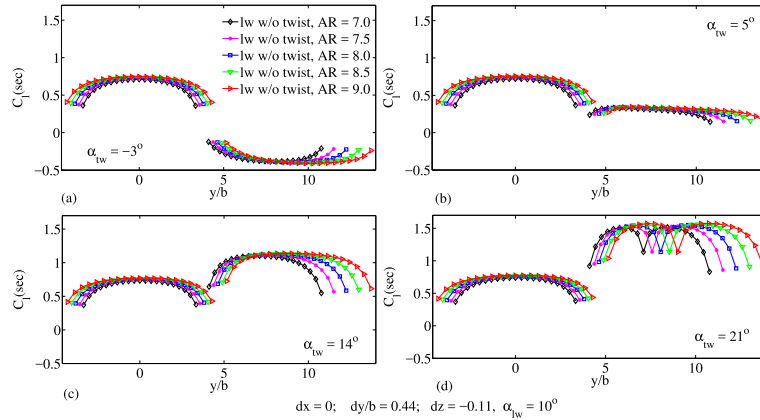 1.5
1
0.5
0
−0.5
C_l(sec)
lw w/o twist, AR = 7.0
lw w/o twist, AR = 7.5
lw w/o twist, AR = 8.0
lw w/o twist, AR = 8.5
lw w/o twist, AR = 9.0
α_tw = −3°
(a)
0
5
10
y/b
1.5
1
0.5
0
−0.5
C_l(sec)
α_tw = 5°
(b)
0
5
10
y/b
1.5
1
0.5
0
0.5
C_l(sec)
α_tw = 14°
(c)
0
5
10
y/b
1.5
1
0.5
0
0.5
C_l(sec)
α_tw = 21°
(d)
0
5
10
y/b
dx = 0; dy/b = 0.44; dz = −0.11, α_lw = 10°